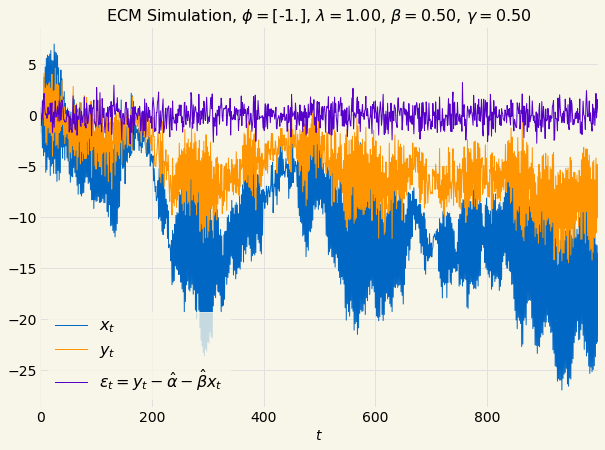 ECM Simulation, ϕ = [-1.], λ = 1.00, β = 0.50, γ = 0.50
5
0
−5
−10
−15
−20
−25
x_t
y_t
ε_t = y_t − α̂ − β̂x_t
0 200 400 600 800
t